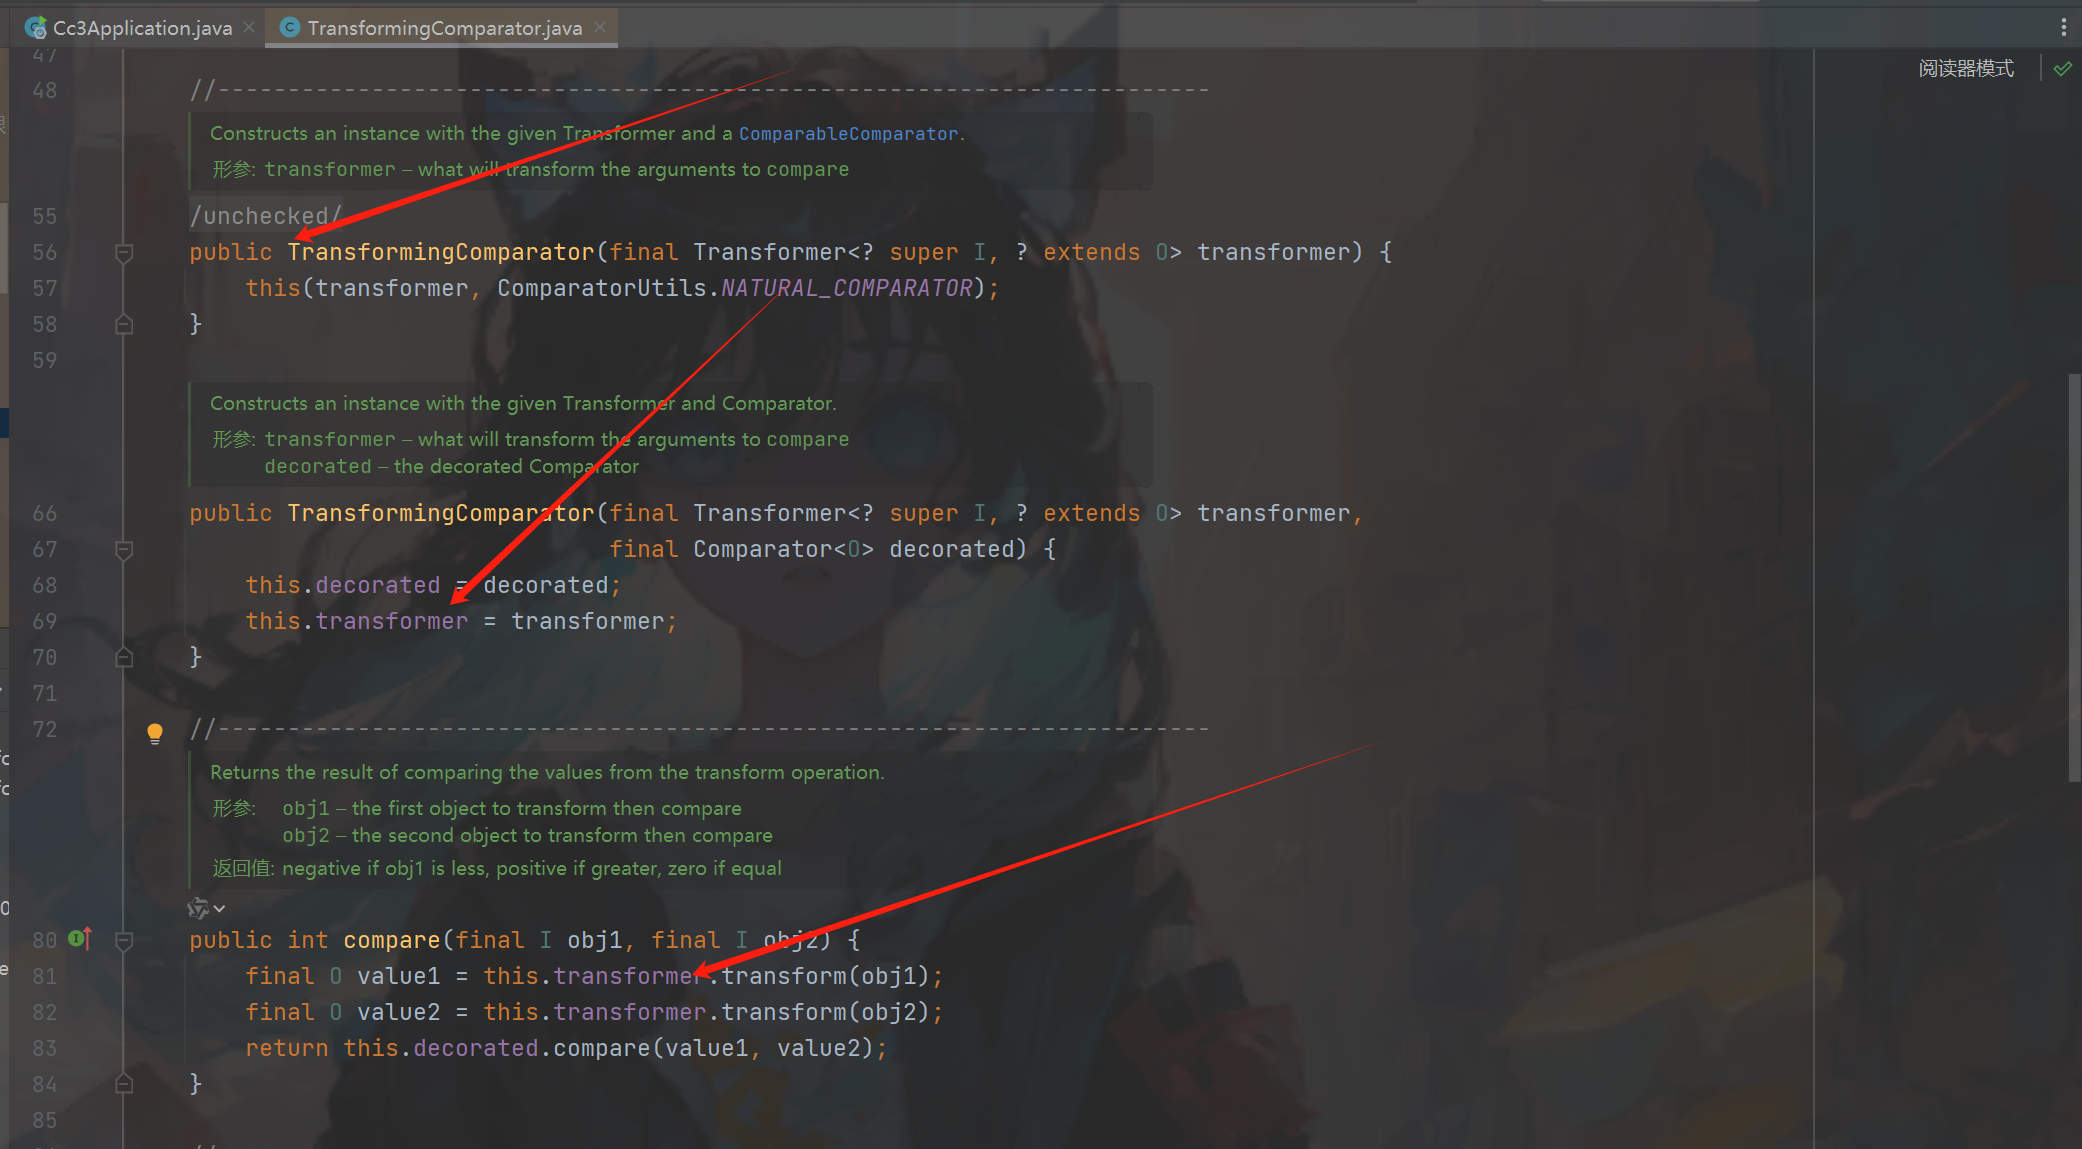 Cc3Application.java
TransformingComparator.java
阅读器模式
47
48 //-----------------------------------------------------------------------
Constructs an instance with the given Transformer and a ComparableComparator.
形参: transformer – what will transform the arguments to compare
55 /unchecked/
56 public TransformingComparator(final Transformer<? super I, ? extends O> transformer) {
57 this(transformer, ComparatorUtils.NATURAL_COMPARATOR);
58 }
59
Constructs an instance with the given Transformer and Comparator.
形参: transformer – what will transform the arguments to compare
decorated – the decorated Comparator
66 public TransformingComparator(final Transformer<? super I, ? extends O> transformer,
67 final Comparator<O> decorated) {
68 this.decorated = decorated;
69 this.transformer = transformer;
70 }
71
72 //-----------------------------------------------------------------------
Returns the result of comparing the values from the transform operation.
形参: obj1 – the first object to transform then compare
obj2 – the second object to transform then compare
返回值: negative if obj1 is less, positive if greater, zero if equal
80 public int compare(final I obj1, final I obj2) {
81 final O value1 = this.transformer.transform(obj1);
82 final O value2 = this.transformer.transform(obj2);
83 return this.decorated.compare(value1, value2);
84 }
85